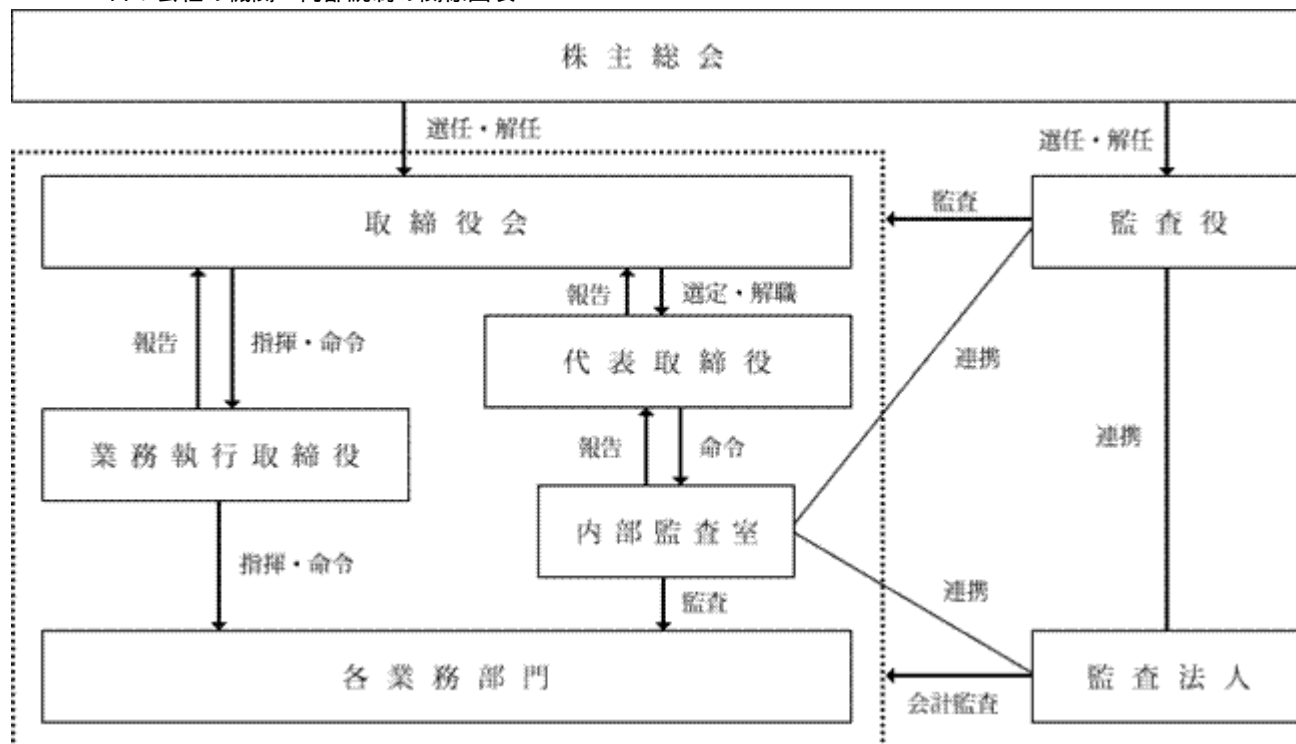 株主総会
選任・解任
選任・解任
取締役会
監査
監査役
報告
指揮・命令
報告
選定・解職
代表取締役
連携
業務執行取締役
報告
命令
連携
内部監査室
指揮・命令
監査
連携
各業務部門
会計監査
監査法人